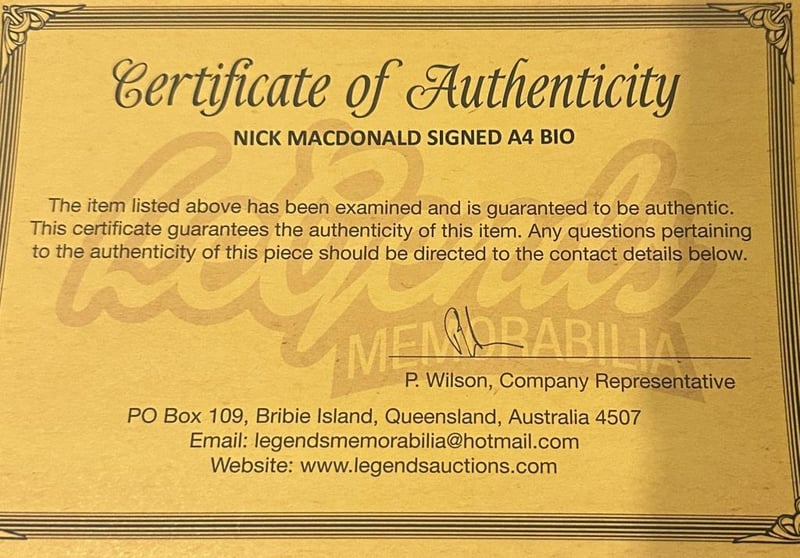 Certificate of Authenticity
NICK MACDONALD SIGNED A4 BIO
Legends
MEMORABILIA
The item listed above has been examined and is guaranteed to be authentic.
This certificate guarantees the authenticity of this item. Any questions pertaining
to the authenticity of this piece should be directed to the contact details below.
P. Wilson, Company Representative
PO Box 109, Bribie Island, Queensland, Australia 4507
Email: legendsmemorabilia@hotmail.com
Website: www.legendsauctions.com